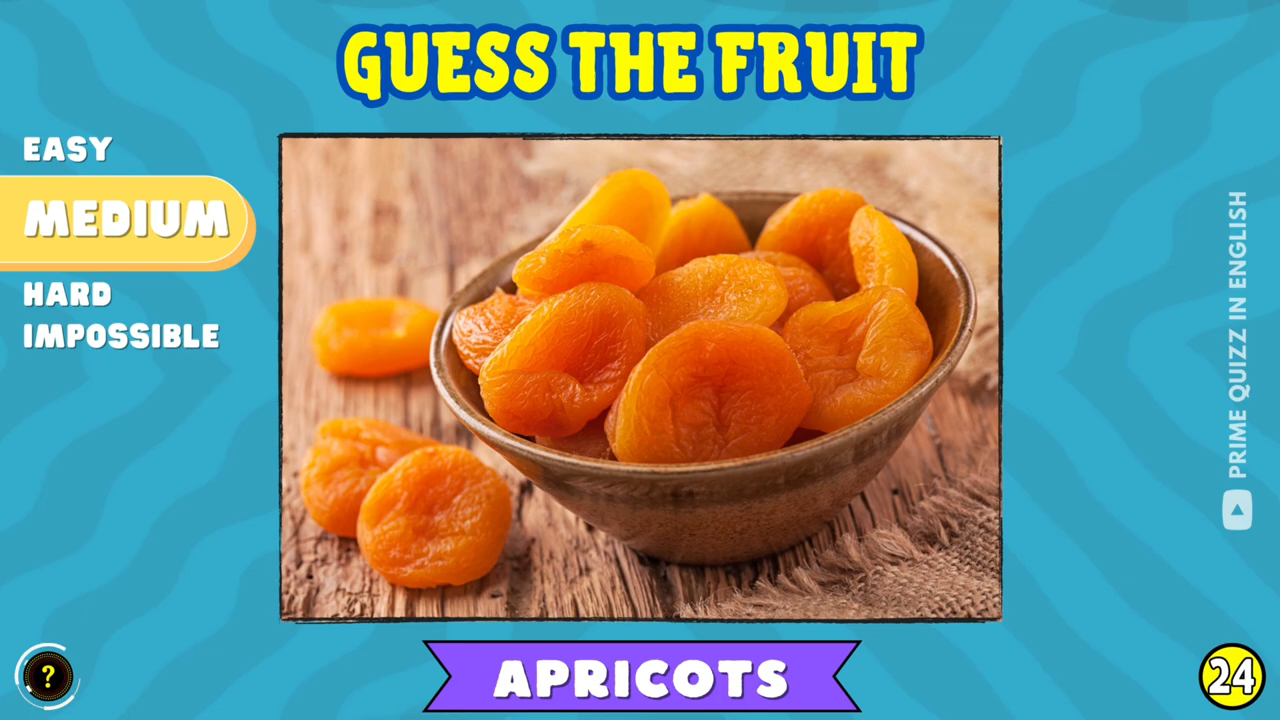 GUESS THE FRUIT
EASY
MEDIUM
HARD
IMPOSSIBLE
PRIME QUIZZ IN ENGLISH
?
APRICOTS
24